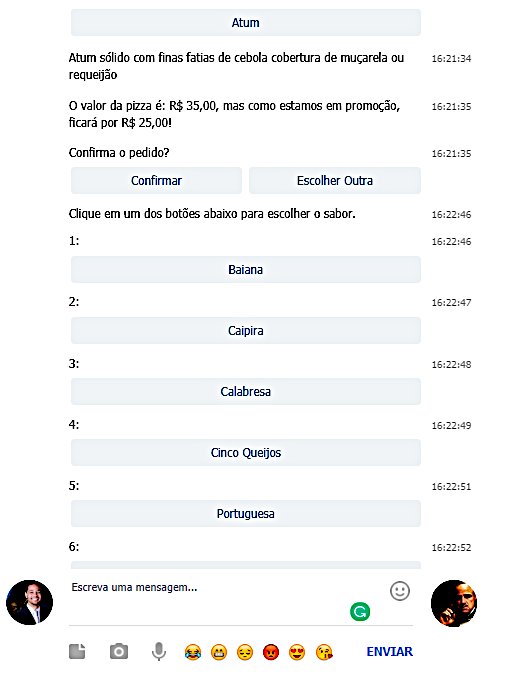 Atum
Atum sólido com finas fatias de cebola cobertura de muçarela ou 16:21:34
requeijão
O valor da pizza é: R$ 35,00, mas como estamos em promoção, 16:21:35
ficará por R$ 25,00!
Confirma o pedido? 16:21:35
Confirmar Escolher Outra
Clique em um dos botões abaixo para escolher o sabor. 16:22:46
1: 16:22:46
Baiana
2: 16:22:47
Caipira
3: 16:22:48
Calabresa
4: 16:22:49
Cinco Queijos
5: 16:22:51
Portuguesa
6: 16:22:52
Escreva uma mensagem...
ENVIAR